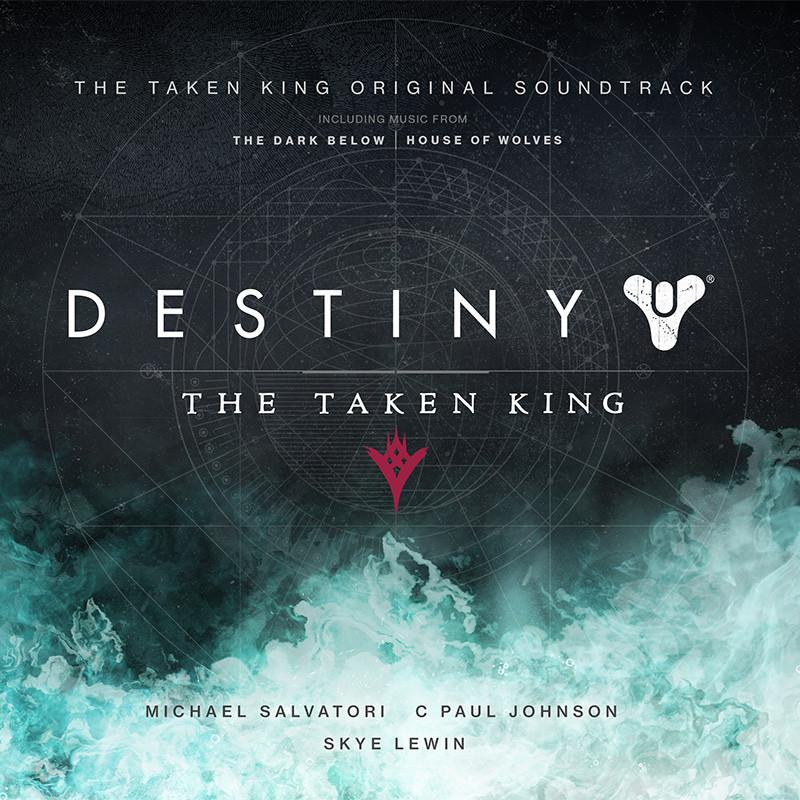 THE TAKEN KING ORIGINAL SOUNDTRACK
INCLUDING MUSIC FROM
THE DARK BELOW | HOUSE OF WOLVES
DESTINY ®
THE TAKEN KING
MICHAEL SALVATORI C PAUL JOHNSON
SKYE LEWIN